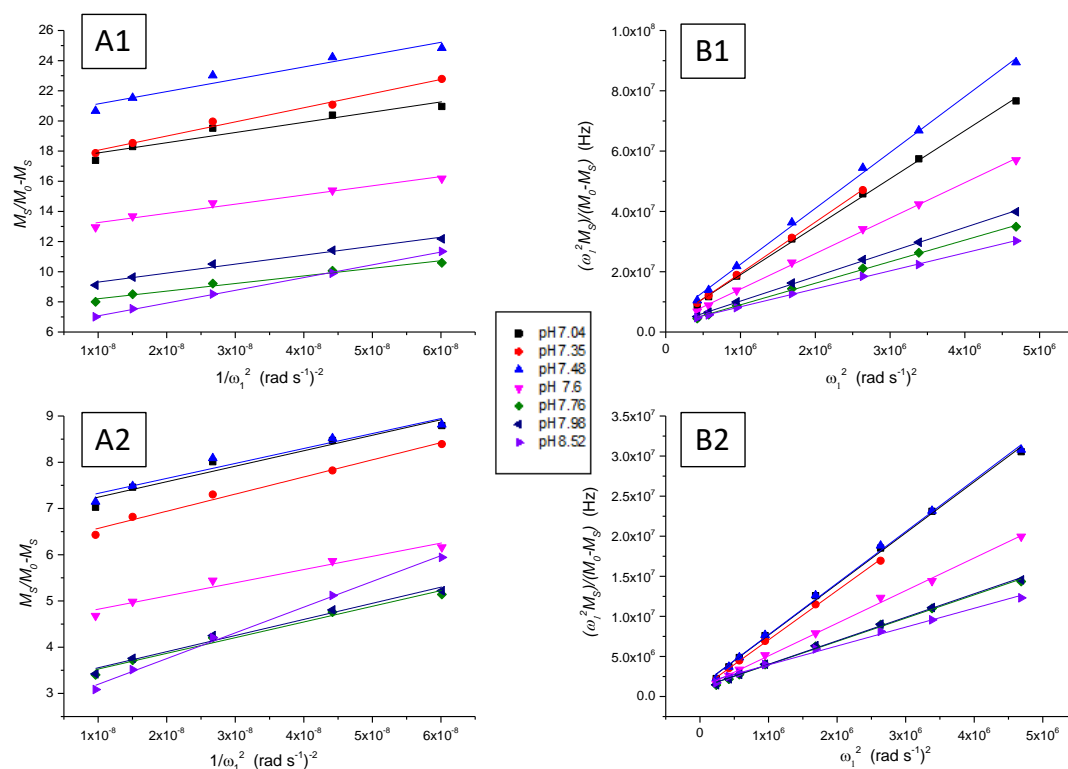 A1
26
24
22
20
18
16
14
12
10
8
6
M_S/M_0-M_S
1x10^-8 2x10^-8 3x10^-8 4x10^-8 5x10^-8 6x10^-8
1/ω_1^2 (rad s^-1)^-2
B1
1.0x10^8
8.0x10^7
6.0x10^7
4.0x10^7
2.0x10^7
0.0
(ω_1^2 M_S)/(M_0-M_S) (Hz)
0 1x10^6 2x10^6 3x10^6 4x10^6 5x10^6
ω_1^2 (rad s^-1)^2
pH7.04
pH7.35
pH7.48
pH 7.6
pH7.76
pH7.98
pH8.52
A2
9
8
7
6
5
4
3
M_S/M_0-M_S
1x10^-8 2x10^-8 3x10^-8 4x10^-8 5x10^-8 6x10^-8
1/ω_1^2 (rad s^-1)^-2
B2
3.5x10^7
3.0x10^7
2.5x10^7
2.0x10^7
1.5x10^7
1.0x10^7
5.0x10^6
0.0
(ω_1^2 M_S)/(M_0-M_S) (Hz)
0 1x10^6 2x10^6 3x10^6 4x10^6 5x10^6
ω_1^2 (rad s^-1)^2